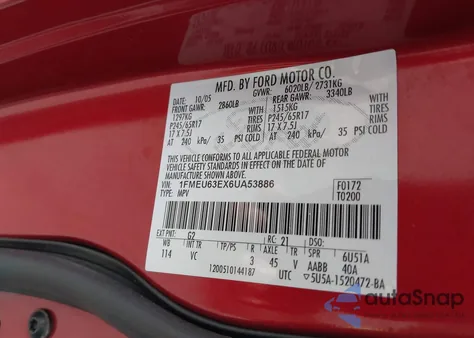 MFD. BY FORD MOTOR CO.
DATE: 10/05 GVWR: 6020LB/ 2731KG
FRONT GAWR: 2860LB REAR GAWR: 3340LB
1297KG 1515KG
P245/65R17 TIRES P245/65R17 TIRES
17 X 7.5J RIMS 17 X 7.5J RIMS
AT 240 kPa/ 35 PSI COLD AT 240 kPa/ 35 PSI COLD
THIS VEHICLE CONFORMS TO ALL APPLICABLE FEDERAL MOTOR
VEHICLE SAFETY STANDARDS IN EFFECT ON THE DATE OF
MANUFACTURE SHOWN ABOVE.
VIN: 1FMEU63EX6UA53886
TYPE: MPV
F0172
T0200
EXT PNT: G2 RC: 21 DSO:
WB INT TR TP/PS R AXLE TR SPR 6U51A
114 VC 3 45 V AABB 40A
1200510144187 UTC 5U5A-1520472-BA
autoSnap